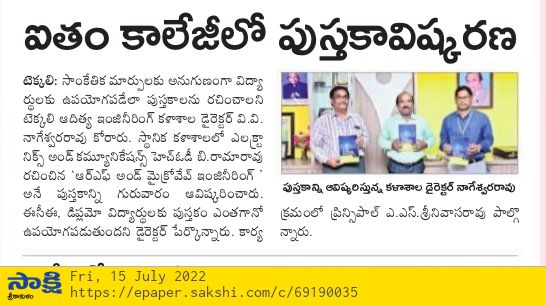 ఐతం కాలేజీలో పుస్తకావిష్కరణ
టెక్కలి: సాంకేతిక మార్పులకు అనుగుణంగా విద్యా
ర్థులకు ఉపయోగపడేలా పుస్తకాలను రచించాలని
టెక్కలి ఆదిత్య ఇంజినీరింగ్ కళాశాల డైరెక్టర్ వి.వి.
నాగేశ్వరరావు కోరారు. స్థానిక కళాశాలలో ఎలక్ట్రా
నిక్స్ అండ్ కమ్యూనికేషన్స్ హెచ్ఓడీ బి.రామారావు
రచించిన 'ఆర్ఎఫ్ అండ్ మైక్రోవేవ్ ఇంజినీరింగ్ '
అనే పుస్తకాన్ని గురువారం ఆవిష్కరించారు.
ఈసీఈ, డిప్లమో విద్యార్థులకు పుస్తకం ఎంతగానో
ఉపయోగపడుతుందని డైరెక్టర్ పేర్కొన్నారు. కార్య
పుస్తకాన్ని ఆవిష్కరిస్తున్న కళాశాల డైరెక్టర్ నాగేశ్వరరావు
క్రమంలో ప్రిన్సిపాల్ ఎ.ఎస్.శ్రీనివాసరావు పాల్గొ
న్నారు.
సాక్షి
శ్రీకాకుళం
Fri, 15 July 2022
https://epaper.sakshi.com/c/69190035